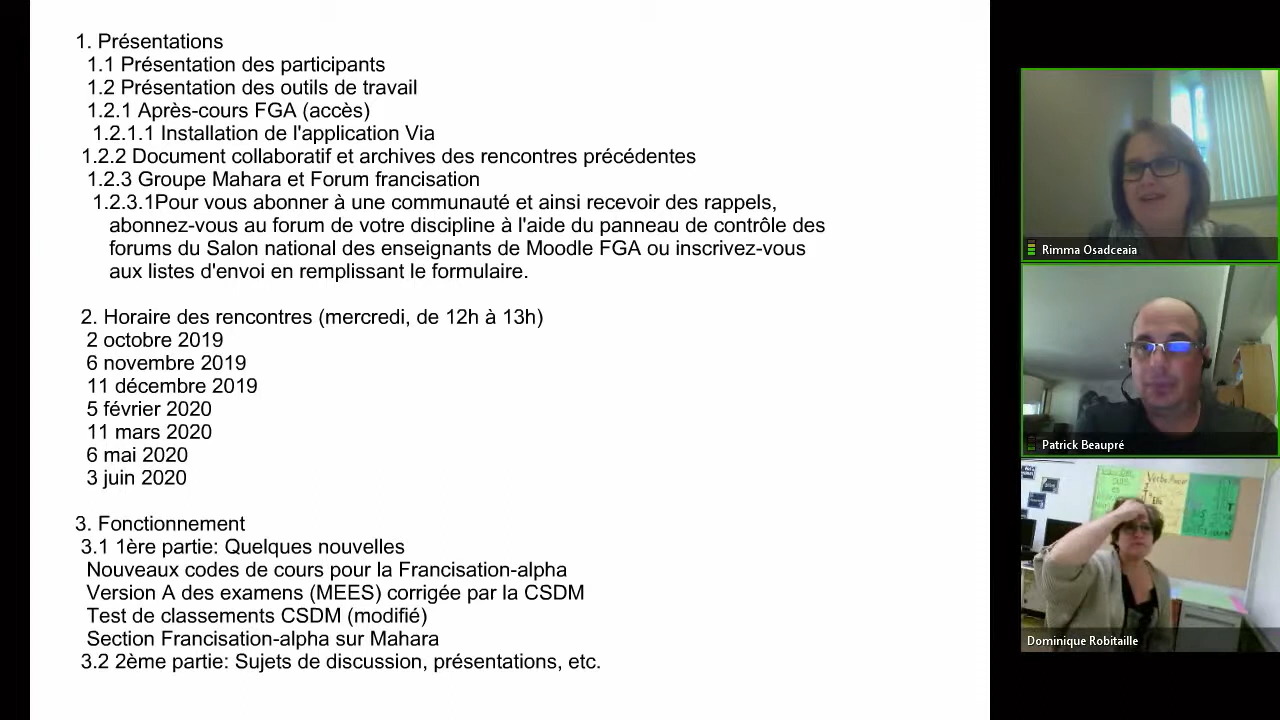 1. Présentations
1.1 Présentation des participants
1.2 Présentation des outils de travail
1.2.1 Après-cours FGA (accès)
1.2.1.1 Installation de l'application Via
1.2.2 Document collaboratif et archives des rencontres précédentes
1.2.3 Groupe Mahara et Forum francisation
1.2.3.1Pour vous abonner à une communauté et ainsi recevoir des rappels,
abonnez-vous au forum de votre discipline à l'aide du panneau de contrôle des
forums du Salon national des enseignants de Moodle FGA ou inscrivez-vous
aux listes d'envoi en remplissant le formulaire.
2. Horaire des rencontres (mercredi, de 12h à 13h)
2 octobre 2019
6 novembre 2019
11 décembre 2019
5 février 2020
11 mars 2020
6 mai 2020
3 juin 2020
3. Fonctionnement
3.1 1ère partie: Quelques nouvelles
Nouveaux codes de cours pour la Francisation-alpha
Version A des examens (MEES) corrigée par la CSDM
Test de classements CSDM (modifié)
Section Francisation-alpha sur Mahara
3.2 2ème partie: Sujets de discussion, présentations, etc.
Rimma Osadceaia
Patrick Beaupré
Dominique Robitaille